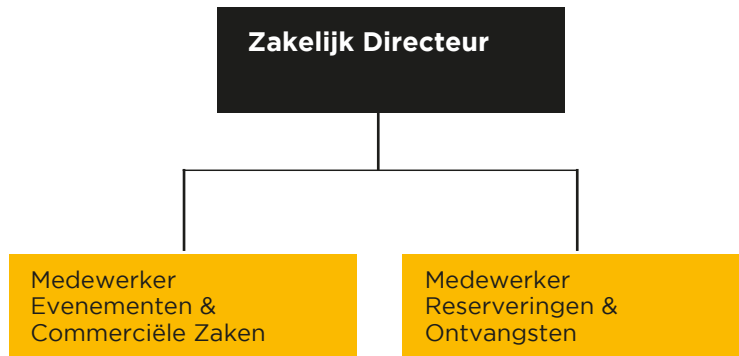 Zakelijk Directeur
Medewerker
Evenementen &
Commerciële Zaken
Medewerker
Reserveringen &
Ontvangsten